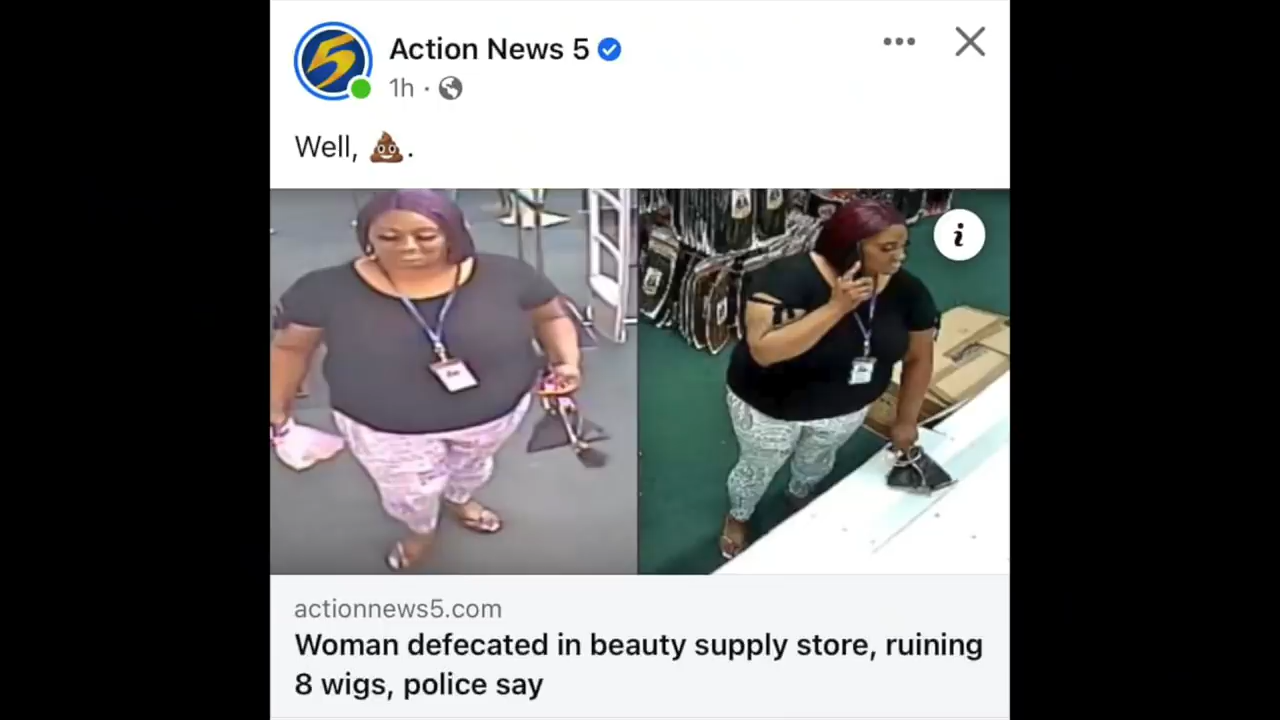 Action News 5
1h ·
Well, 💩.
actionnews5.com
Woman defecated in beauty supply store, ruining
8 wigs, police say